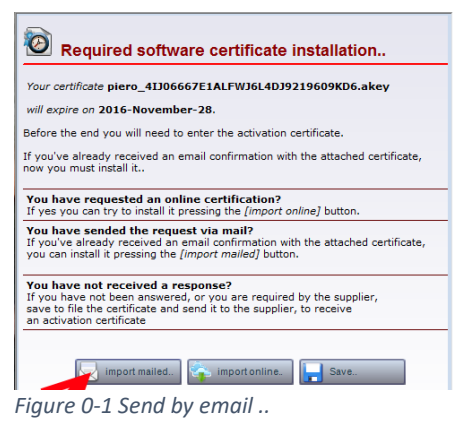 Required software certificate installation..
Your certificate piero_4IJ06667E1ALFWJ6L4DJ9219609KD6.akey
will expire on 2016-November-28.
Before the end you will need to enter the activation certificate.
If you've already received an email confirmation with the attached certificate,
now you must install it..
You have requested an online certification?
If yes you can try to install it pressing the [import online] button.
You have sended the request via mail?
If you've already received an email confirmation with the attached certificate,
you can install it pressing the [import mailed] button.
You have not received a response?
If you have not been answered, or you are required by the supplier,
save to file the certificate and send it to the supplier, to receive
an activation certificate
import mailed.. import online.. Save..
Figure 0-1 Send by email ..